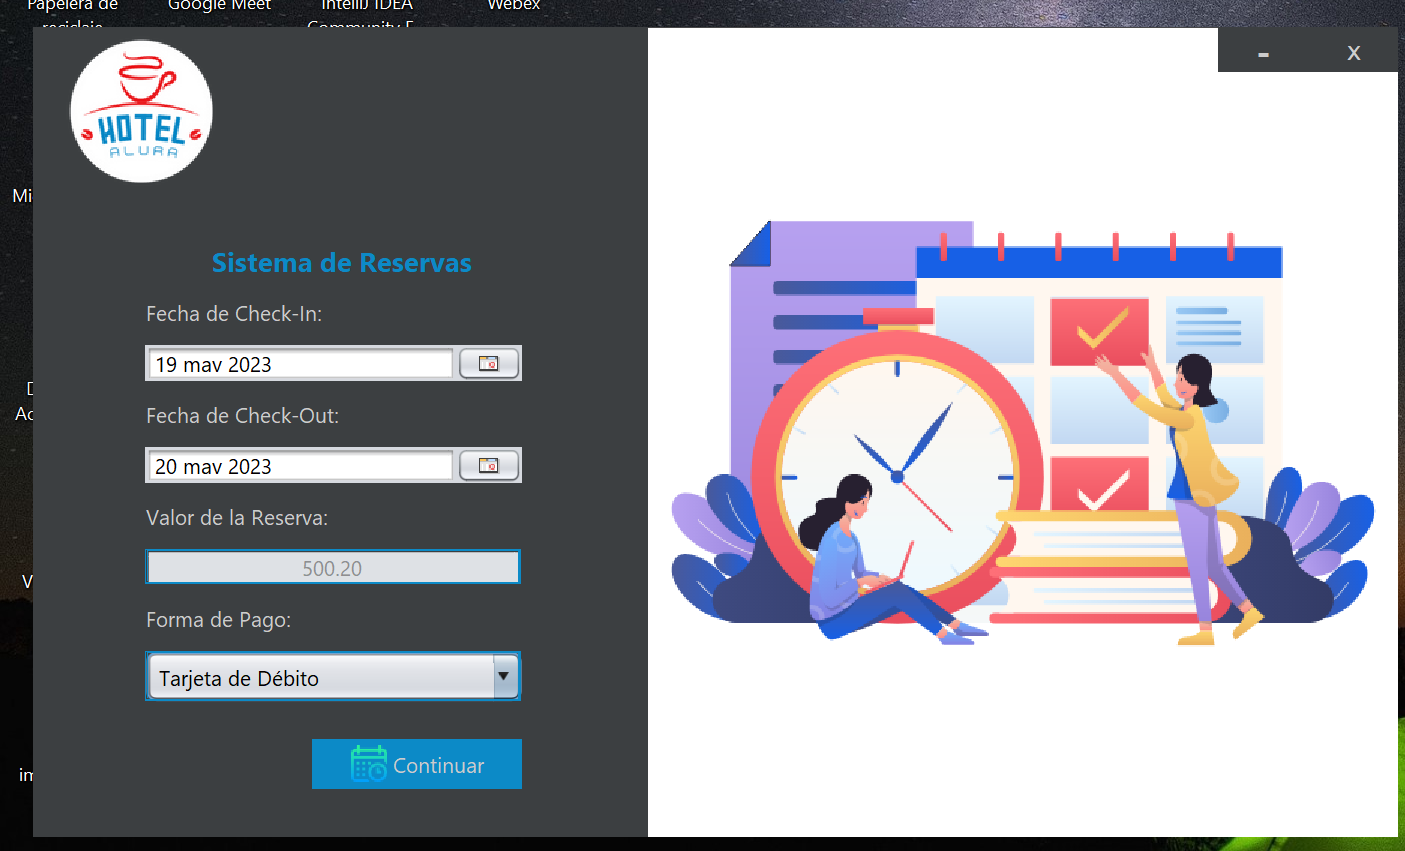 Papelera de
reciclaje
Google Meet
IntelliJ IDEA
Community E
Webex
-
X
HOTEL
ALURA
Mi
Sistema de Reservas
Fecha de Check-In:
19 may 2023
D
Ac
Fecha de Check-Out:
20 may 2023
Valor de la Reserva:
500.20
V
Forma de Pago:
Tarjeta de Débito
im
Continuar